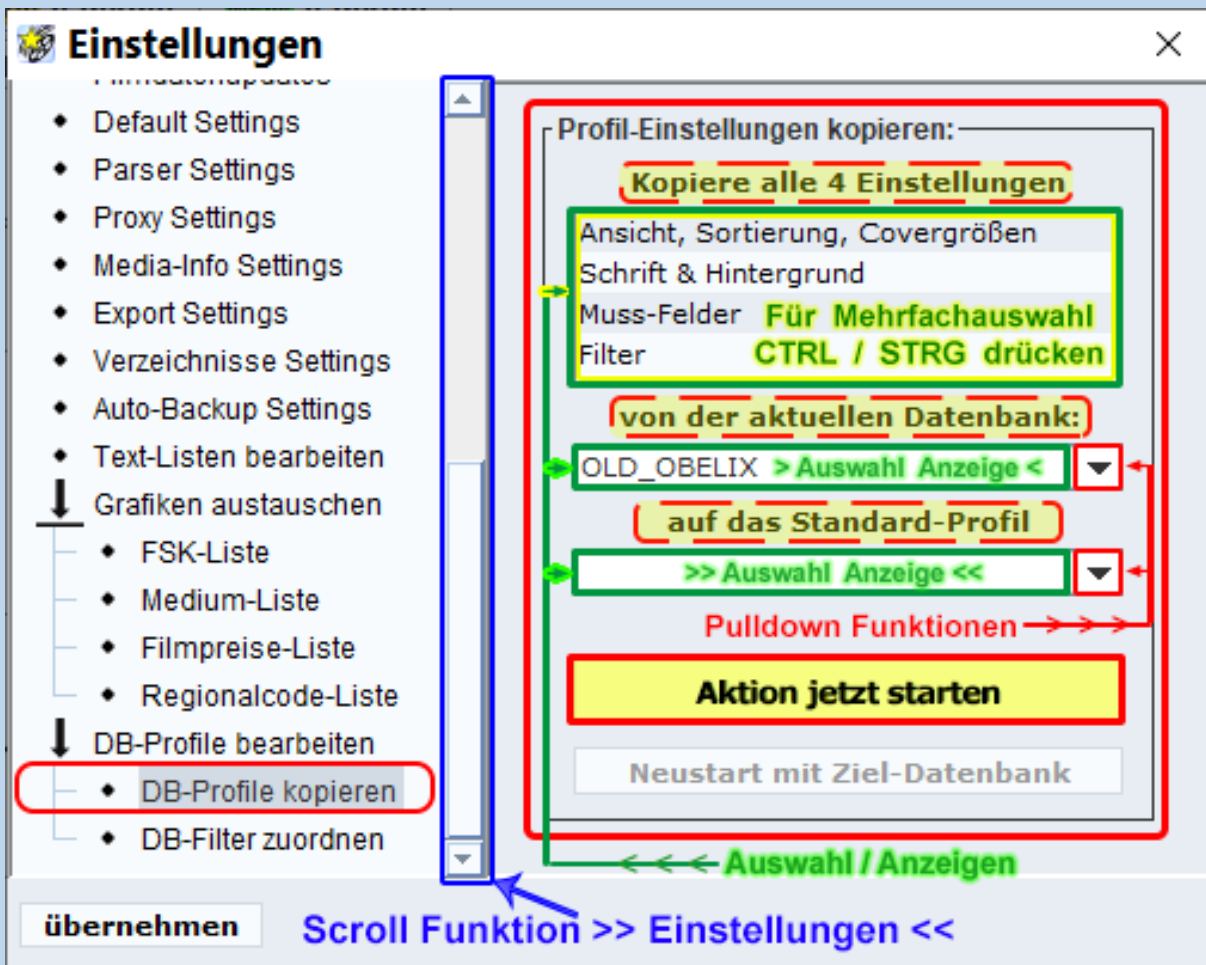 Einstellungen
Filmdatenupdates
Default Settings
Parser Settings
Proxy Settings
Media-Info Settings
Export Settings
Verzeichnisse Settings
Auto-Backup Settings
Text-Listen bearbeiten
Grafiken austauschen
FSK-Liste
Medium-Liste
Filmpreise-Liste
Regionalcode-Liste
DB-Profile bearbeiten
DB-Profile kopieren
DB-Filter zuordnen
Profil-Einstellungen kopieren:
Kopiere alle 4 Einstellungen
Ansicht, Sortierung, Covergrößen
Schrift & Hintergrund
Muss-Felder Für Mehrfachauswahl
Filter CTRL / STRG drücken
von der aktuellen Datenbank:
OLD_OBELIX > Auswahl Anzeige <
auf das Standard-Profil
>> Auswahl Anzeige <<
Pulldown Funktionen
Aktion jetzt starten
Neustart mit Ziel-Datenbank
Auswahl / Anzeigen
übernehmen
Scroll Funktion >> Einstellungen <<